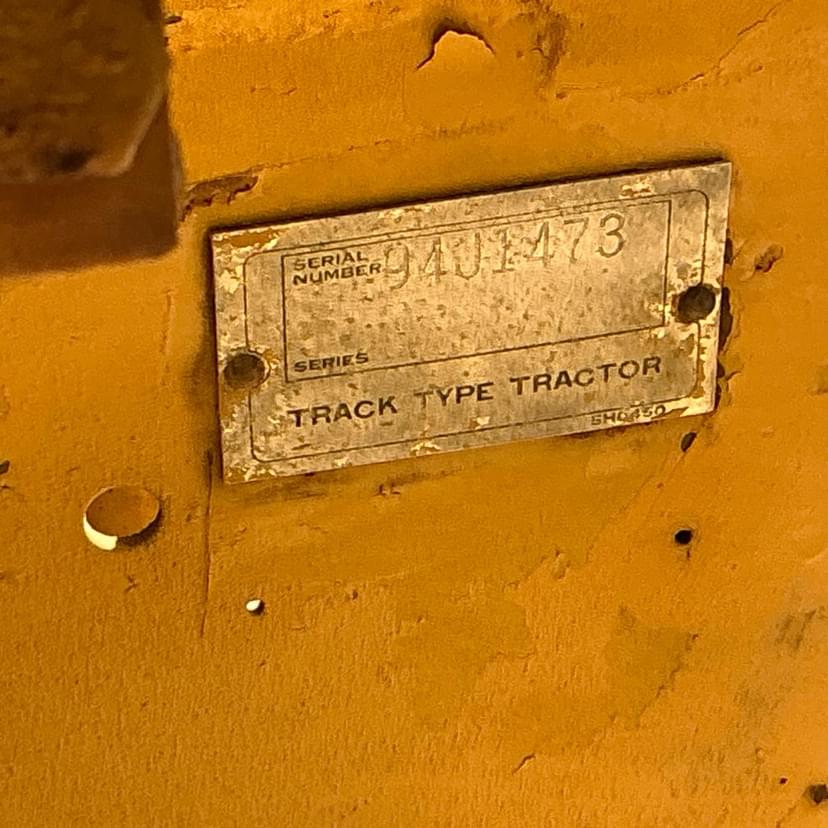 SERIAL
NUMBER 94J1473
SERIES
TRACK TYPE TRACTOR
5H6450